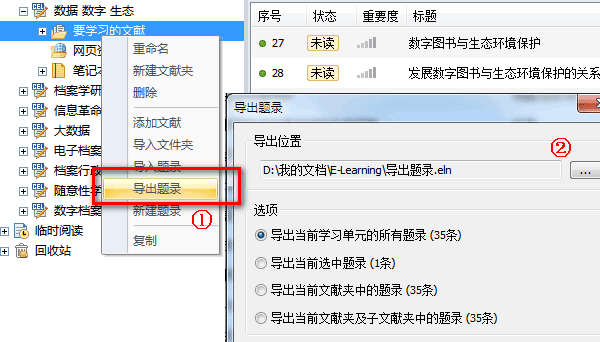 数据 数字 生态
要学习的文献
网页资
笔记本
档案学研
信息革命
大数据
电子档案
档案行政
随意性学
数字档案
临时阅读
回收站
重命名
新建文献夹
删除
添加文献
导入文件夹
导入题录
导出题录
新建题录
复制
①
序号 状态 重要度 标题
27 未读 数字图书与生态环境保护
28 未读 发展数字图书与生态环境保护的关系
导出题录
导出位置
②
D:\我的文档\E-Learning\导出题录.eln
...
选项
导出当前学习单元的所有题录 (35条)
导出当前选中题录 (1条)
导出当前文献夹中的题录 (35条)
导出当前文献夹及子文献夹中的题录 (35条)